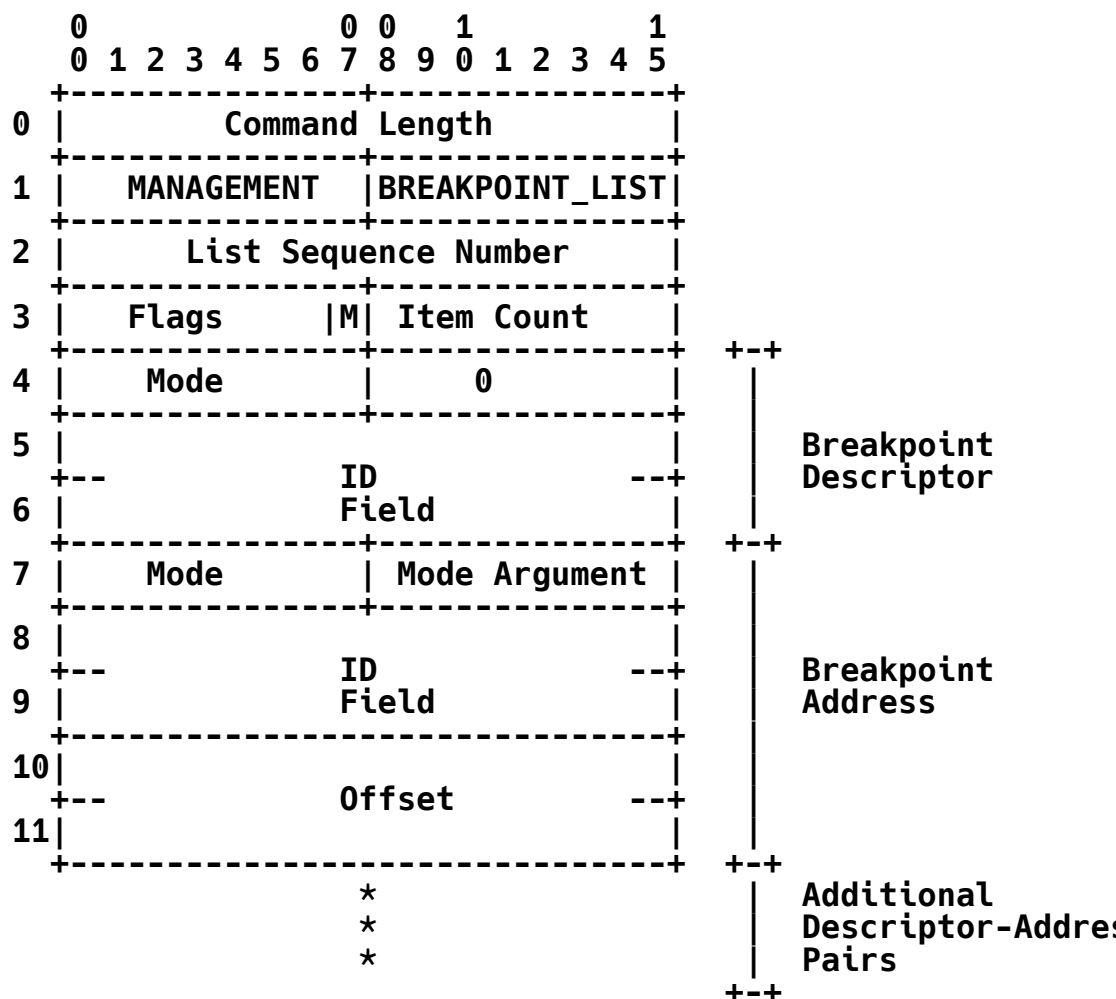 0             0 0   1         1
     0 1 2 3 4 5 6 7 8 9 0 1 2 3 4 5
    +---------------+---------------+
0   |        Command Length         |
    +---------------+---------------+
1   |   MANAGEMENT  |BREAKPOINT_LIST|
    +---------------+---------------+
2   |      List Sequence Number     |
    +---------------+---------------+
3   |   Flags     |M| Item Count    |
    +---------------+---------------+  +-+
4   |    Mode       |     0         |   |
    +---------------+---------------+   |
5   |                               |   |  Breakpoint
    +--            ID             --+   |  Descriptor
6   |              Field            |   |
    +---------------+---------------+  +-+
7   |    Mode       | Mode Argument |   |
    +---------------+---------------+   |
8   |                               |   |
    +--            ID             --+   |  Breakpoint
9   |              Field            |   |  Address
    +-------------------------------+   |
10  |                               |   |
    +--            Offset         --+   |
11  |                               |   |
    +-------------------------------+  +-+
                    *                   |  Additional
                    *                   |  Descriptor-Addres
                    *                   |  Pairs
                                       +-+